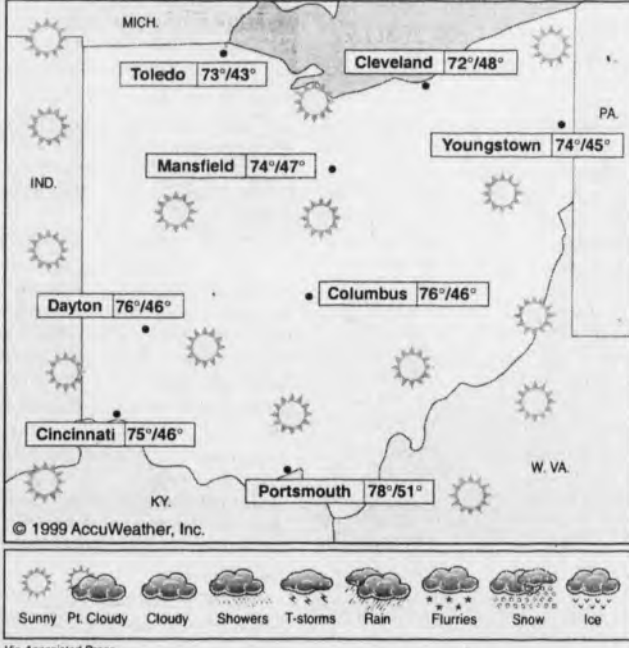 MICH.
Toledo 73°/43°
Cleveland 72°/48°
PA.
Youngstown 74°/45°
Mansfield 74°/47°
IND.
Columbus 76°/46°
Dayton 76°/46°
Cincinnati 75°/46°
W. VA.
Portsmouth 78°/51°
KY.
© 1999 AccuWeather, Inc.
Sunny Pt. Cloudy Cloudy Showers T-storms Rain Flurries Snow Ice
Via Associated Press